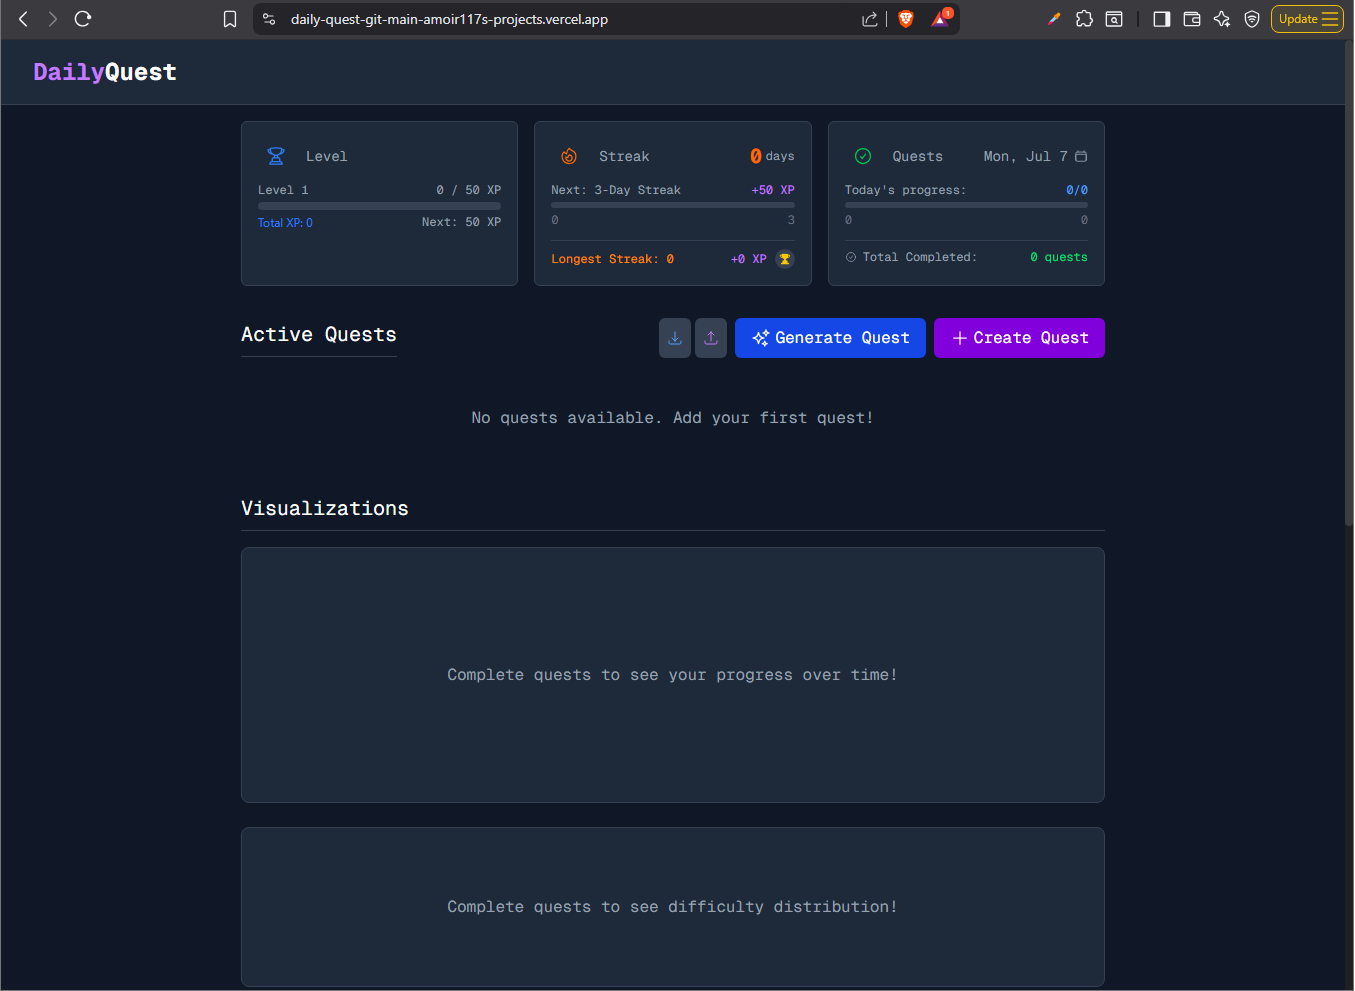 daily-quest-git-main-amoir117s-projects.vercel.app
1
Update
DailyQuest
Level
Level 1
0 / 50 XP
Total XP: 0
Next: 50 XP
Streak
0 days
Next: 3-Day Streak
+50 XP
0
3
Longest Streak: 0
+0 XP
Quests
Mon, Jul 7
Today's progress:
0/0
0
0
Total Completed:
0 quests
Active Quests
Generate Quest
Create Quest
No quests available. Add your first quest!
Visualizations
Complete quests to see your progress over time!
Complete quests to see difficulty distribution!